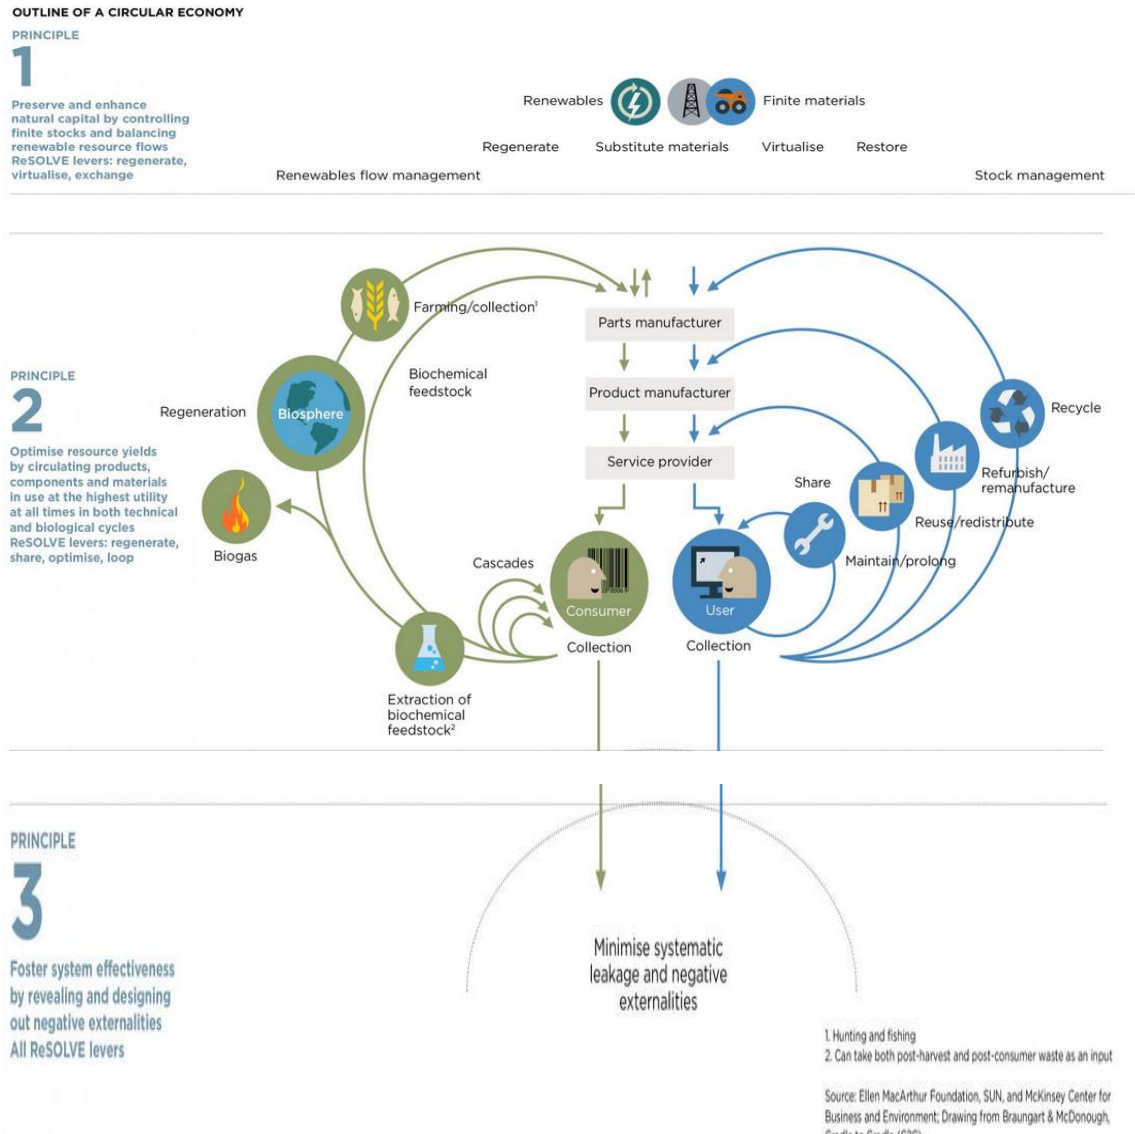 OUTLINE OF A CIRCULAR ECONOMY
PRINCIPLE
1
Preserve and enhance
natural capital by controlling
finite stocks and balancing
renewable resource flows
ReSOLVE levers: regenerate,
virtualise, exchange
Renewables
Finite materials
Regenerate
Substitute materials
Virtualise
Restore
Renewables flow management
Stock management
PRINCIPLE
2
Optimise resource yields
by circulating products,
components and materials
in use at the highest utility
at all times in both technical
and biological cycles
ReSOLVE levers: regenerate,
share, optimise, loop
Farming/collection¹
Biochemical
feedstock
Regeneration
Biosphere
Biogas
Cascades
Extraction of
biochemical
feedstock²
Parts manufacturer
Product manufacturer
Service provider
Consumer
Collection
User
Collection
Share
Maintain/prolong
Reuse/redistribute
Refurbish/
remanufacture
Recycle
PRINCIPLE
3
Foster system effectiveness
by revealing and designing
out negative externalities
All ReSOLVE levers
Minimise systematic
leakage and negative
externalities
1. Hunting and fishing
2. Can take both post-harvest and post-consumer waste as an input
Source: Ellen MacArthur Foundation, SUN, and McKinsey Center for
Business and Environment; Drawing from Braungart & McDonough,
Cradle to Cradle (C2C)